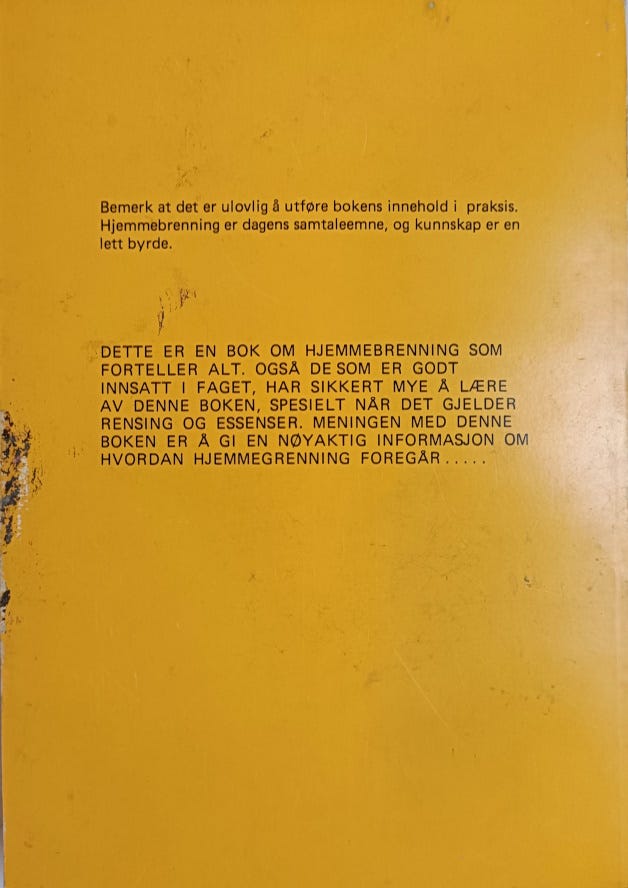 Bemerk at det er ulovlig å utføre bokens innehold i praksis.
Hjemmebrenning er dagens samtaleemne, og kunnskap er en
lett byrde.
DETTE ER EN BOK OM HJEMMEBRENNING SOM
FORTELLER ALT. OGSÅ DE SOM ER GODT
INNSATT I FAGET, HAR SIKKERT MYE Å LÆRE
AV DENNE BOKEN, SPESIELT NÅR DET GJELDER
RENSING OG ESSENSER. MENINGEN MED DENNE
BOKEN ER Å GI EN NØYAKTIG INFORMASJON OM
HVORDAN HJEMMEGRENNING FOREGÅR.....